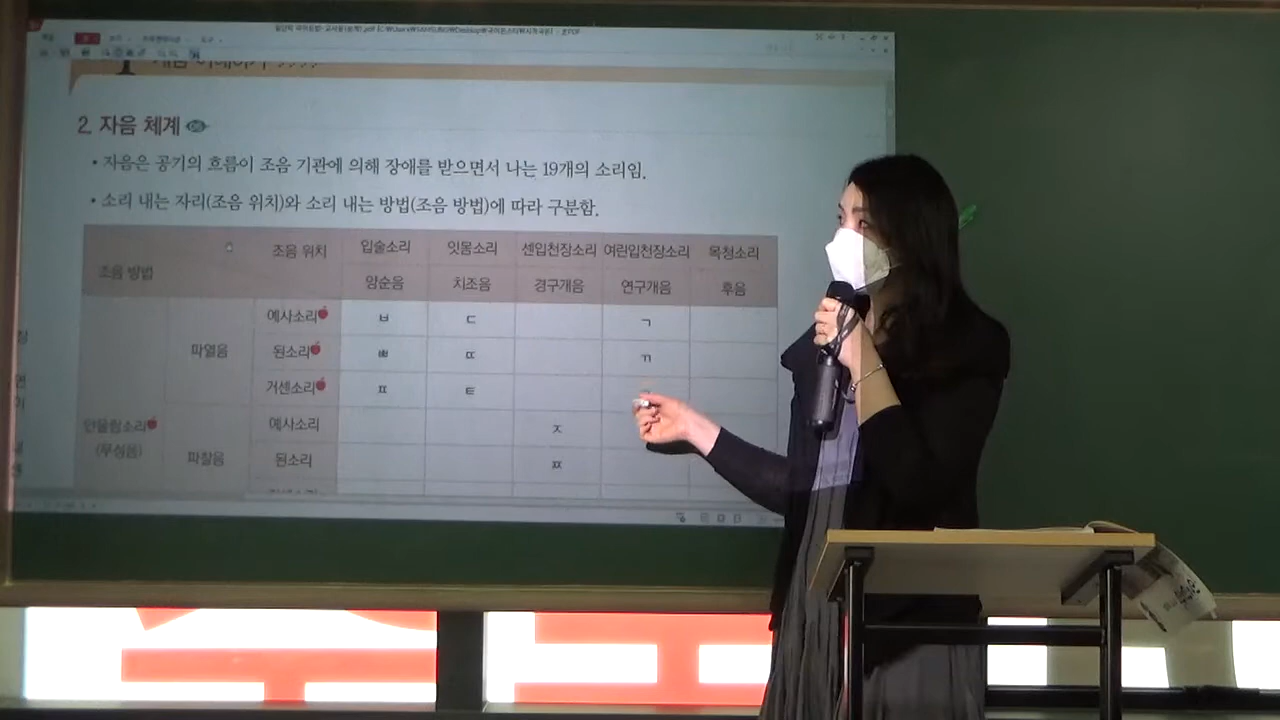 2. 자음 체계
• 자음은 공기의 흐름이 조음 기관에 의해 장애를 받으면서 나는 19개의 소리임.
• 소리 내는 자리(조음 위치)와 소리 내는 방법(조음 방법)에 따라 구분함.
조음 위치 입술소리 잇몸소리 센입천장소리 여린입천장소리 목청소리
조음 방법 양순음 치조음 경구개음 연구개음 후음
예사소리 ㅂ ㄷ ㄱ
파열음 된소리 ㅃ ㄸ ㄲ
거센소리 ㅍ ㅌ
안울림소리 예사소리 ㅈ
(무성음) 파찰음 된소리 ㅉ